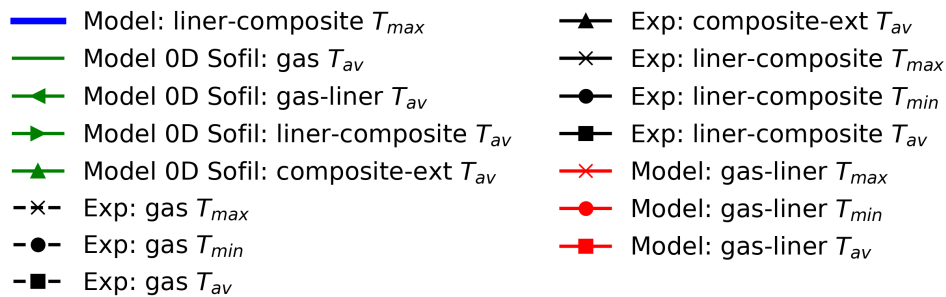 Model: liner-composite Tmax
Model 0D Sofil: gas Tav
Model 0D Sofil: gas-liner Tav
Model 0D Sofil: liner-composite Tav
Model 0D Sofil: composite-ext Tav
Exp: gas Tmax
Exp: gas Tmin
Exp: gas Tav
Exp: composite-ext Tav
Exp: liner-composite Tmax
Exp: liner-composite Tmin
Exp: liner-composite Tav
Model: gas-liner Tmax
Model: gas-liner Tmin
Model: gas-liner Tav